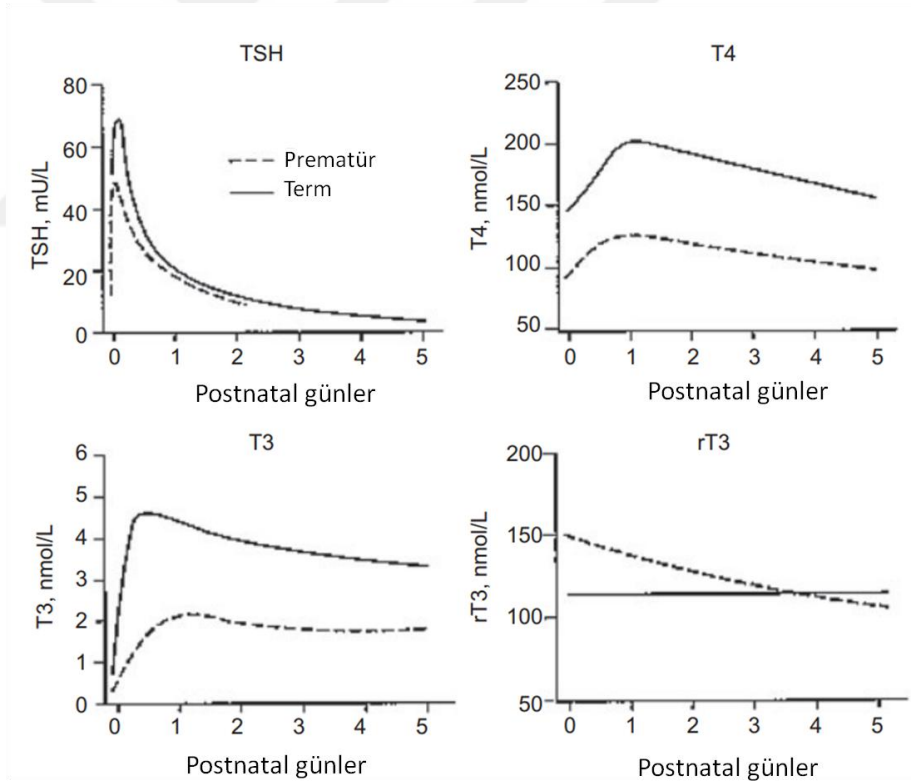 TSH
80
60
40
20
0
TSH, mU/L
Prematür
Term
0 1 2 3 4 5
Postnatal günler
T4
250
200
150
100
50
T4, nmol/L
0 1 2 3 4 5
Postnatal günler
T3
6
5
4
3
2
1
0
T3, nmol/L
0 1 2 3 4 5
Postnatal günler
rT3
200
150
100
50
rT3, nmol/L
0 1 2 3 4 5
Postnatal günler